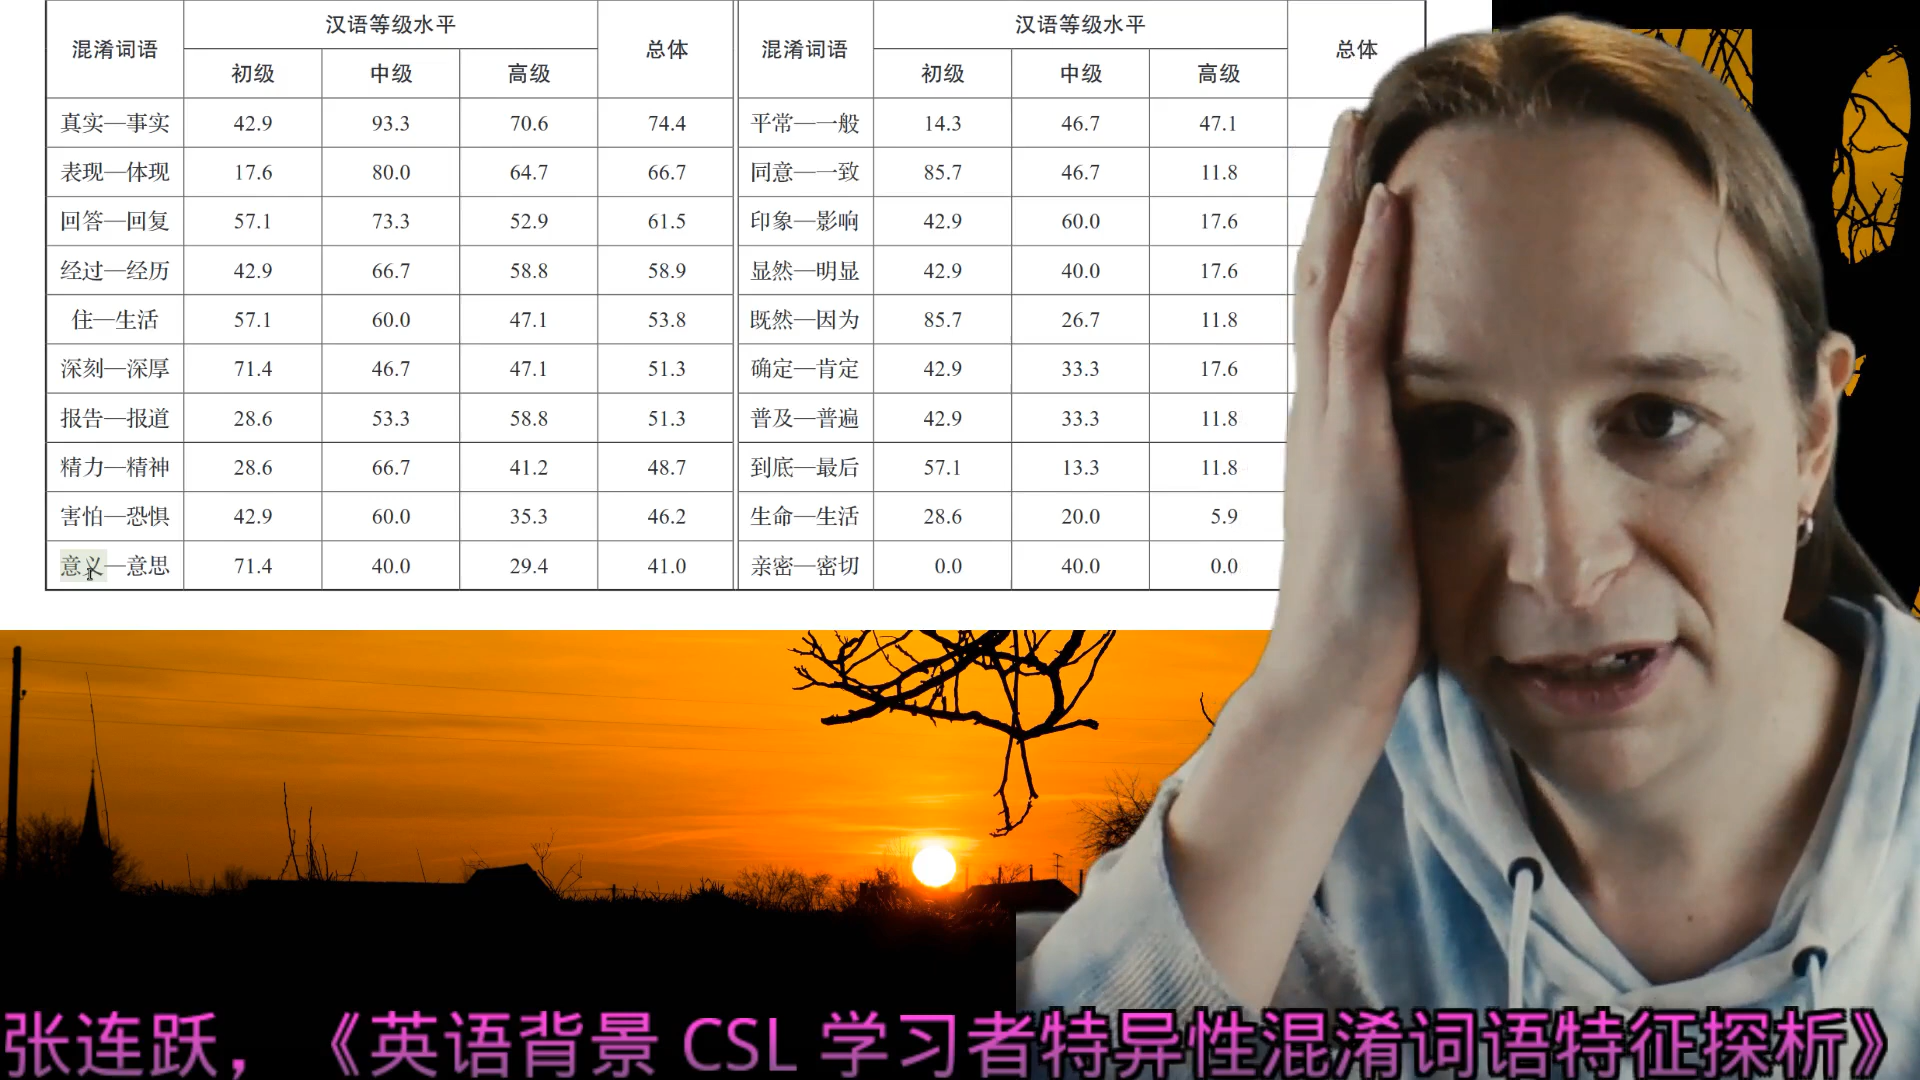 混淆词语 汉语等级水平 总体 混淆词语 汉语等级水平 总体
初级 中级 高级 初级 中级 高级
真实—事实 42.9 93.3 70.6 74.4 平常—一般 14.3 46.7 47.1
表现—体现 17.6 80.0 64.7 66.7 同意—一致 85.7 46.7 11.8
回答—回复 57.1 73.3 52.9 61.5 印象—影响 42.9 60.0 17.6
经过—经历 42.9 66.7 58.8 58.9 显然—明显 42.9 40.0 17.6
住—生活 57.1 60.0 47.1 53.8 既然—因为 85.7 26.7 11.8
深刻—深厚 71.4 46.7 47.1 51.3 确定—肯定 42.9 33.3 17.6
报告—报道 28.6 53.3 58.8 51.3 普及—普遍 42.9 33.3 11.8
精力—精神 28.6 66.7 41.2 48.7 到底—最后 57.1 13.3 11.8
害怕—恐惧 42.9 60.0 35.3 46.2 生命—生活 28.6 20.0 5.9
意义—意思 71.4 40.0 29.4 41.0 亲密—密切 0.0 40.0 0.0
张连跃，《英语背景 CSL 学习者特异性混淆词语特征探析》